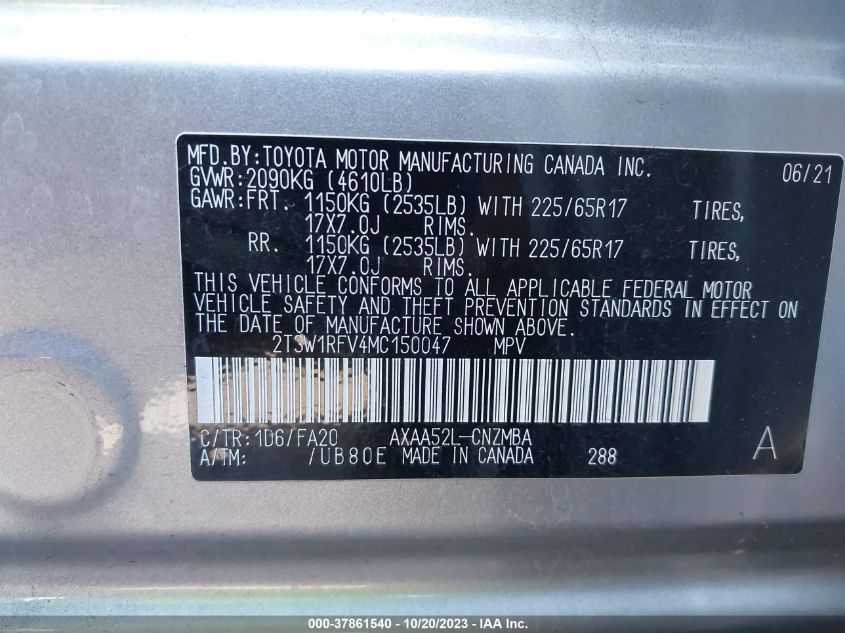 MFD.BY:TOYOTA MOTOR MANUFACTURING CANADA INC. 06/21
GVWR:2090KG (4610LB)
GAWR:FRT. 1150KG (2535LB) WITH 225/65R17 TIRES,
17X7.0J RIMS.
RR. 1150KG (2535LB) WITH 225/65R17 TIRES,
17X7.0J RIMS.
THIS VEHICLE CONFORMS TO ALL APPLICABLE FEDERAL MOTOR
VEHICLE SAFETY AND THEFT PREVENTION STANDARDS IN EFFECT ON
THE DATE OF MANUFACTURE SHOWN ABOVE.
2T3W1RFV4MC150047 MPV
C/TR:1D6/FA20 AXAA52L-CNZMBA A
A/TM: /UB80E MADE IN CANADA 288
000-37861540 - 10/20/2023 - IAA Inc.